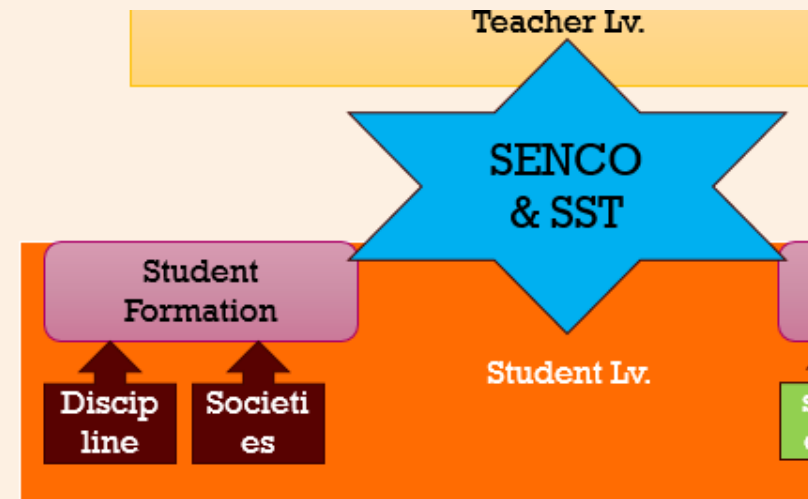 Teacher Lv.
SENCO
& SST
Student
Formation
Student Lv.
Discip
line
Societi
es